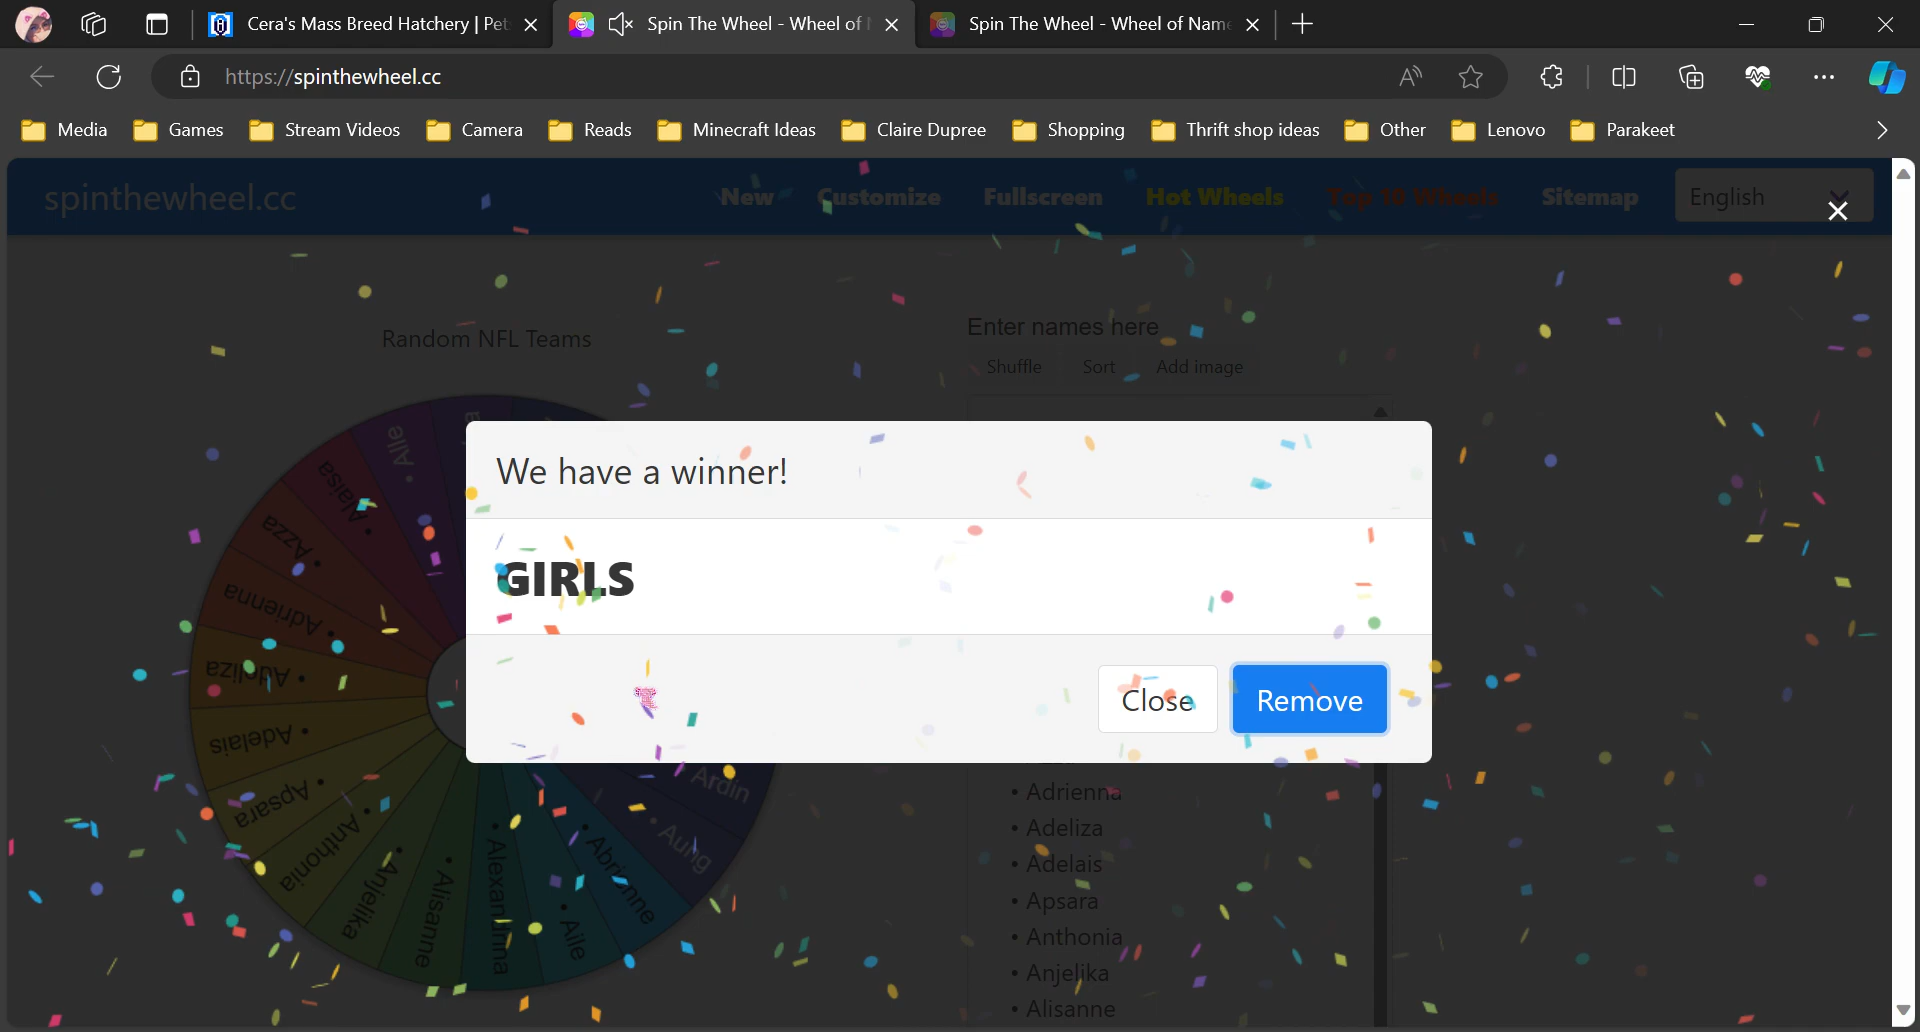 Cera's Mass Breed Hatchery | Pet
Spin The Wheel - Wheel of
Spin The Wheel - Wheel of Name
https://spinthewheel.cc
Media
Games
Stream Videos
Camera
Reads
Minecraft Ideas
Claire Dupree
Shopping
Thrift shop ideas
Other
Lenovo
Parakeet
spinthewheel.cc
New
Customize
Fullscreen
Hot Wheels
Top 10 Wheels
Sitemap
English
Random NFL Teams
Enter names here
Shuffle
Sort
Add image
We have a winner!
GIRLS
Close
Remove
Aile •
Alaisa •
Azza •
Adrienna •
Adeliza •
Adelais •
Apsara •
Anthonia •
Anjelika •
Alisanne •
• Alexandrina
• Aile
• Abrienne
• Aung
Ardin
• Adrienna
• Adeliza
• Adelais
• Apsara
• Anthonia
• Anjelika
• Alisanne